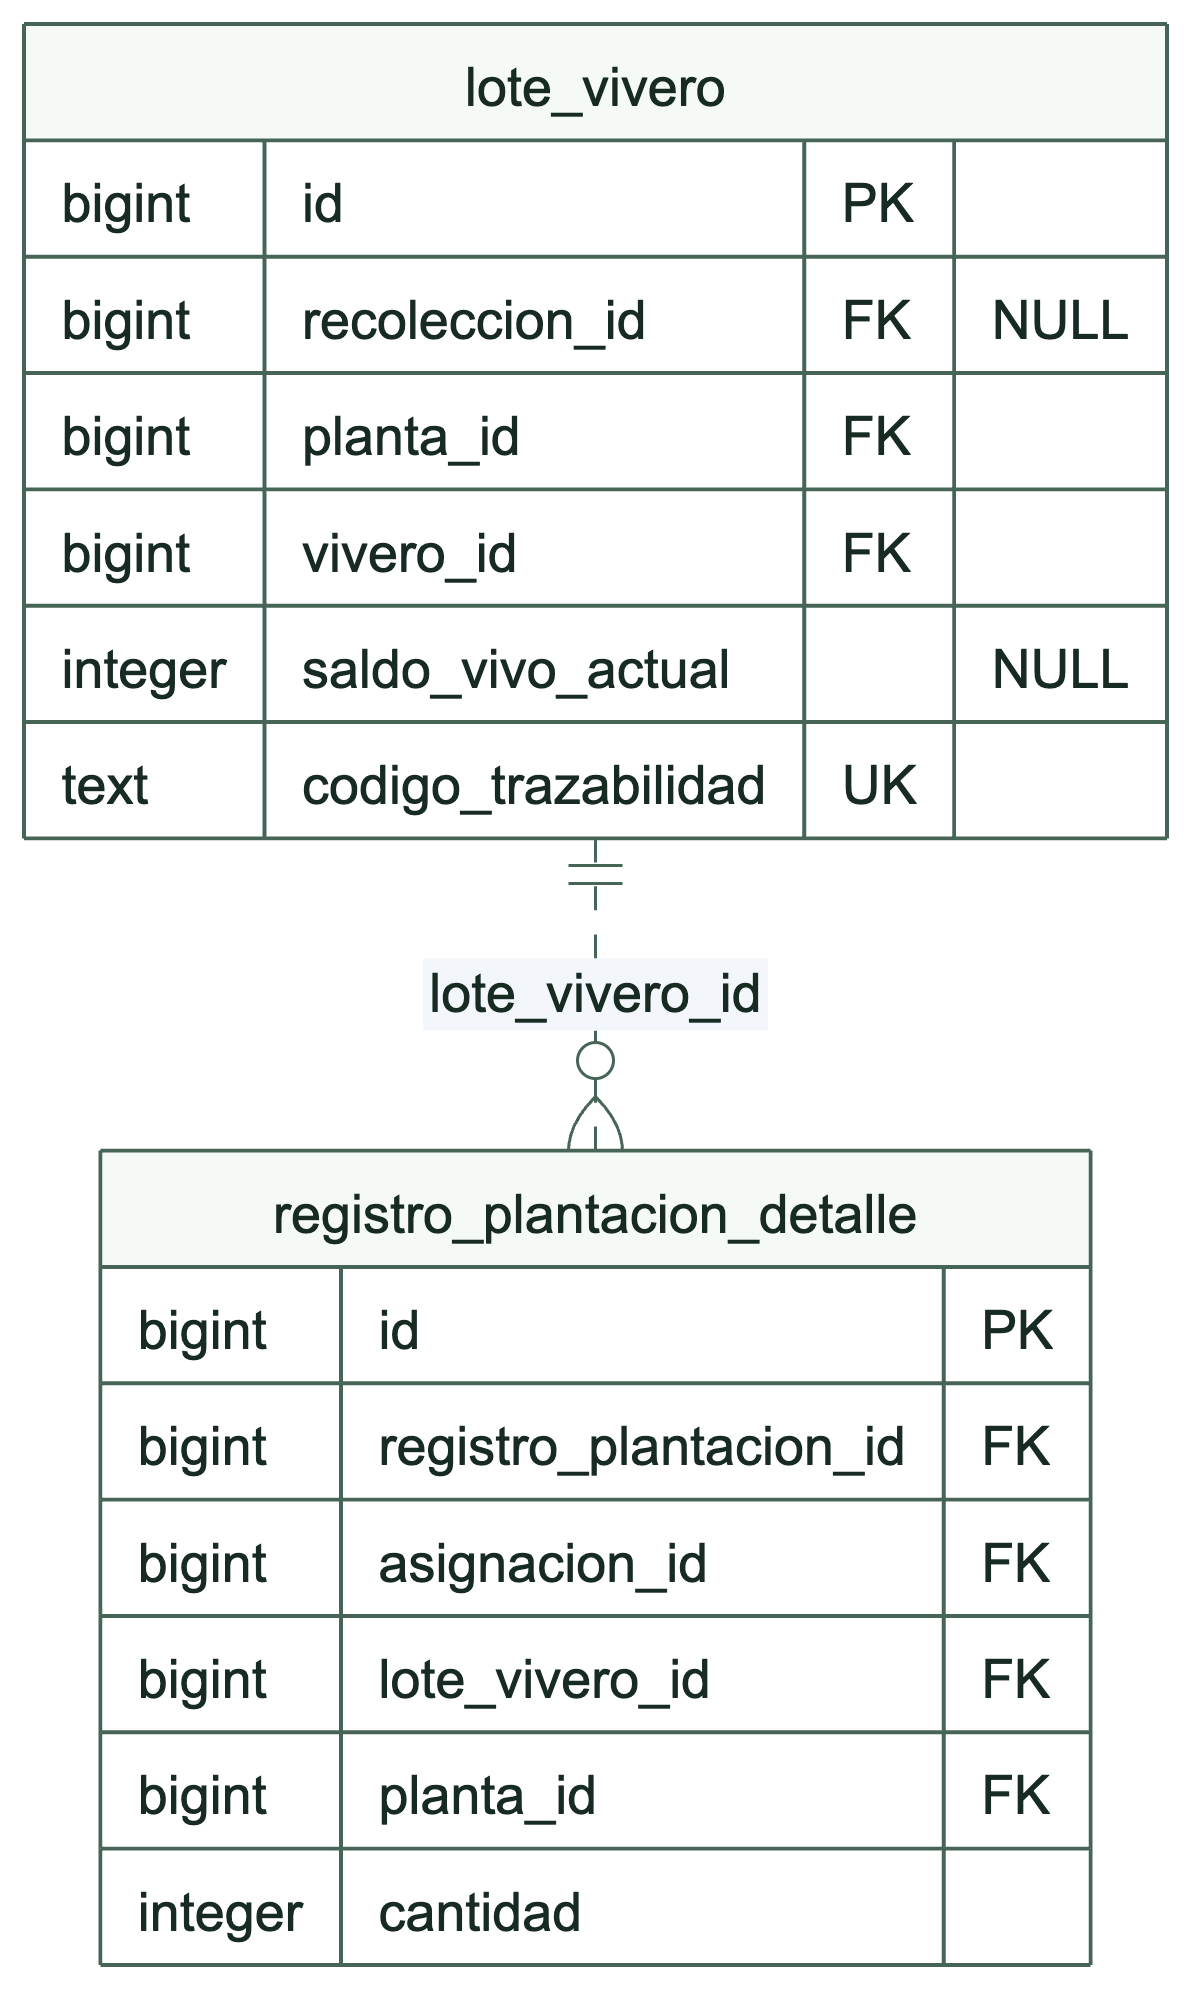 lote_vivero
bigint id PK
bigint recoleccion_id FK NULL
bigint planta_id FK
bigint vivero_id FK
integer saldo_vivo_actual NULL
text codigo_trazabilidad UK
lote_vivero_id
registro_plantacion_detalle
bigint id PK
bigint registro_plantacion_id FK
bigint asignacion_id FK
bigint lote_vivero_id FK
bigint planta_id FK
integer cantidad